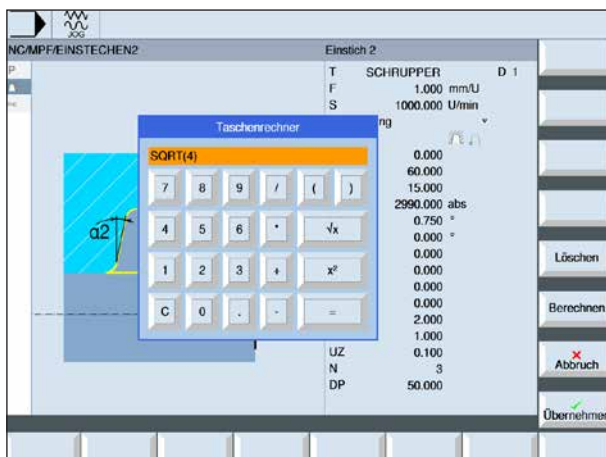 JOG
NC/MPF/EINSTECHEN2
Einstich 2
P
T SCHRUPPER D 1
F 1.000 mm/U
S 1000.000 U/min
ng
0.000
60.000
15.000
2990.000 abs
0.750 °
0.000 °
0.000
0.000
0.000
0.000
2.000
1.000
UZ 0.100
N 3
DP 50.000
α2
Taschenrechner
SQRT(4)
7 8 9 / ( )
4 5 6 * √x
1 2 3 + x²
C 0 . - =
Löschen
Berechnen
Abbruch
Übernehmen